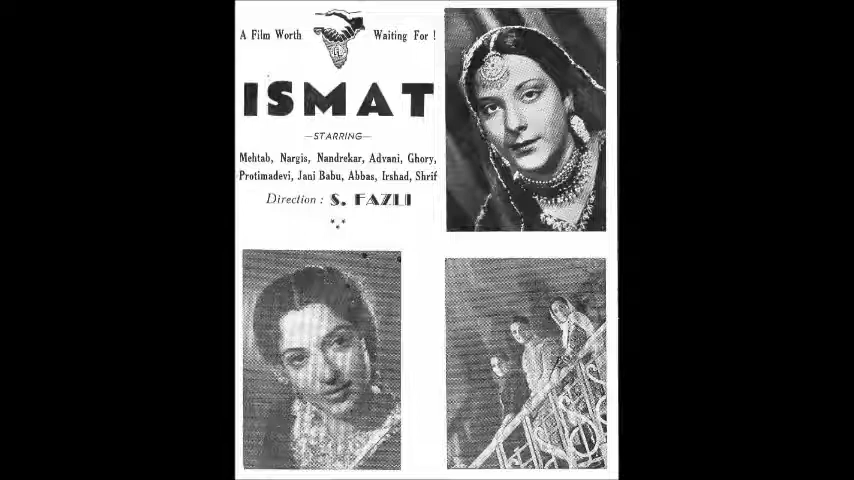 A Film Worth Waiting For !
ISMAT
—STARRING—
Mehtab, Nargis, Nandrekar, Advani, Ghory,
Protimadevi, Jani Babu, Abbas, Irshad, Shrif
Direction : S. FAZLI